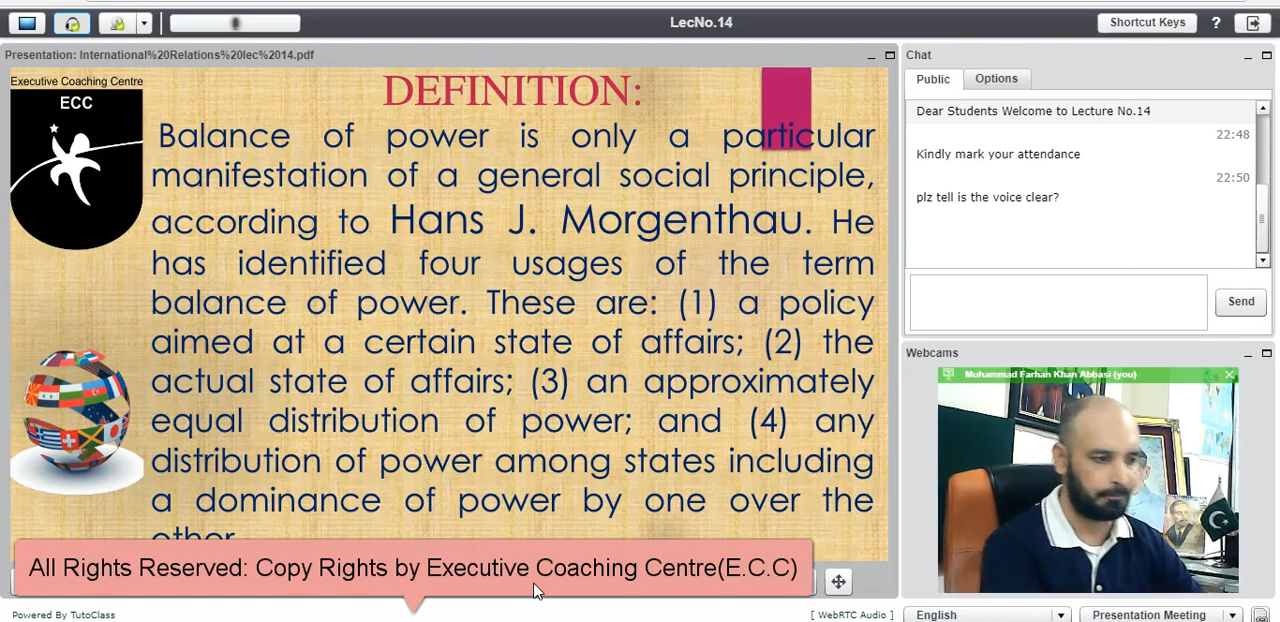 LecNo.14
Shortcut Keys
?
Presentation: International%20Relations%20lec%2014.pdf
Executive Coaching Centre
ECC
DEFINITION:
Balance of power is only a particular
manifestation of a general social principle,
according to Hans J. Morgenthau. He
has identified four usages of the term
balance of power. These are: (1) a policy
aimed at a certain state of affairs; (2) the
actual state of affairs; (3) an approximately
equal distribution of power; and (4) any
distribution of power among states including
a dominance of power by one over the
other
All Rights Reserved: Copy Rights by Executive Coaching Centre(E.C.C)
Powered By TutoClass
[ WebRTC Audio ]
Chat
Public
Options
Dear Students Welcome to Lecture No.14
22:48
Kindly mark your attendance
22:50
plz tell is the voice clear?
Send
Webcams
Muhammad Farhan Khan Abbasi (you)
English
Presentation Meeting